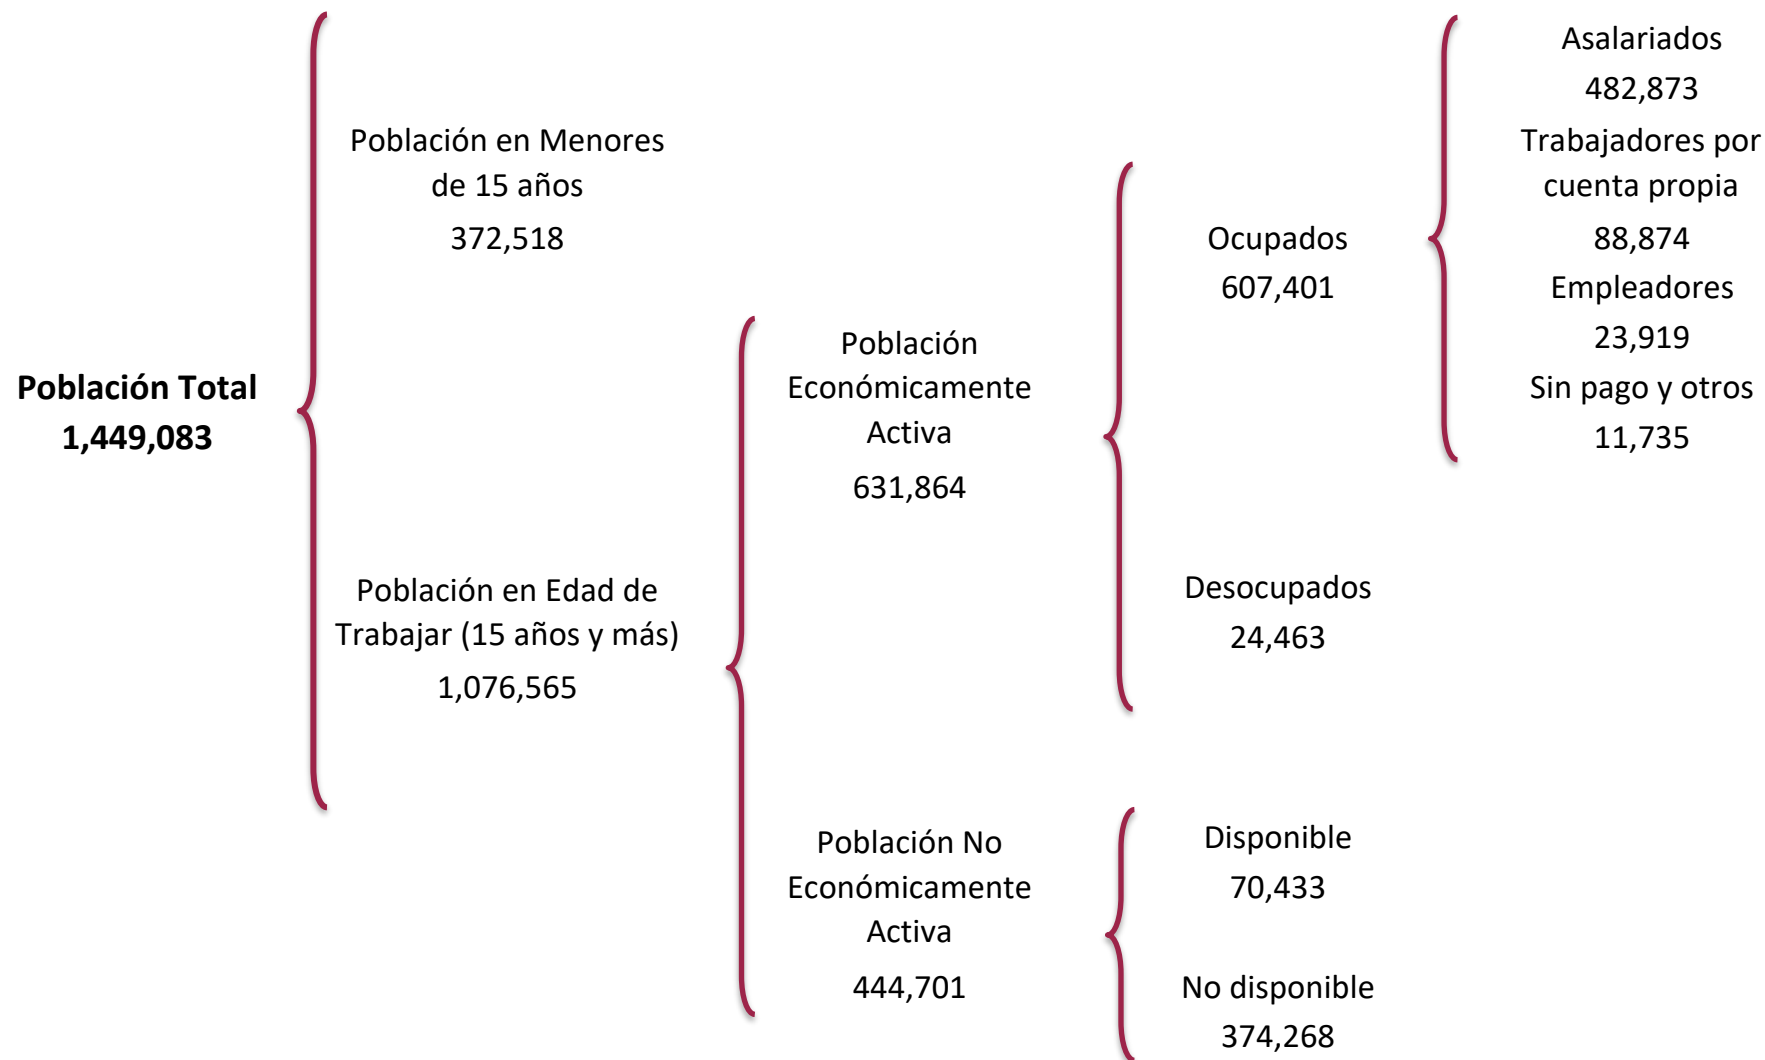 Población Total
1,449,083
Población en Menores
de 15 años
372,518
Población en Edad de
Trabajar (15 años y más)
1,076,565
Población
Económicamente
Activa
631,864
Población No
Económicamente
Activa
444,701
Ocupados
607,401
Desocupados
24,463
Disponible
70,433
No disponible
374,268
Asalariados
482,873
Trabajadores por
cuenta propia
88,874
Empleadores
23,919
Sin pago y otros
11,735